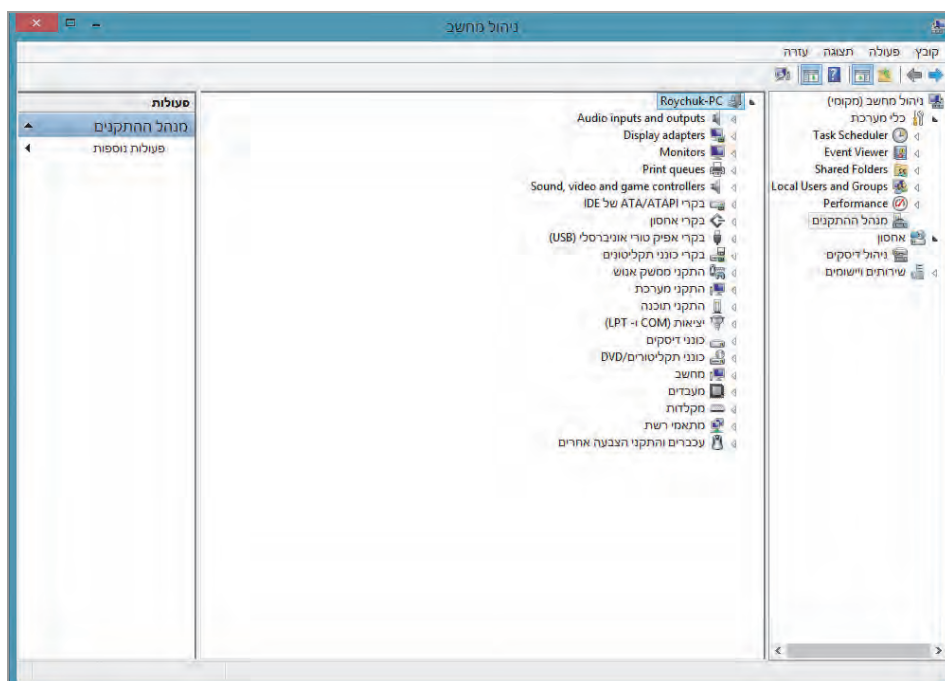 ניהול מחשב
קובץ פעולה תצוגה עזרה
ניהול מחשב (מקומי)
כלי מערכת
Task Scheduler
Event Viewer
Shared Folders
Local Users and Groups
Performance
מנהל ההתקנים
אחסון
ניהול דיסקים
שירותים ויישומים
Roychuk-PC
Audio inputs and outputs
Display adapters
Monitors
Print queues
Sound, video and game controllers
בקרי ATA/ATAPI של IDE
בקרי אחסון
בקרי אפיק טורי אוניברסלי (USB)
בקרי כונני תקליטונים
התקני ממשק אנוש
התקני מערכת
התקני תוכנה
יציאות (COM ו- LPT)
כונני דיסקים
כונני תקליטורים/DVD
מחשב
מעבדים
מקלדות
מתאמי רשת
עכברים והתקני הצבעה אחרים
פעולות
מנהל ההתקנים
פעולות נוספות